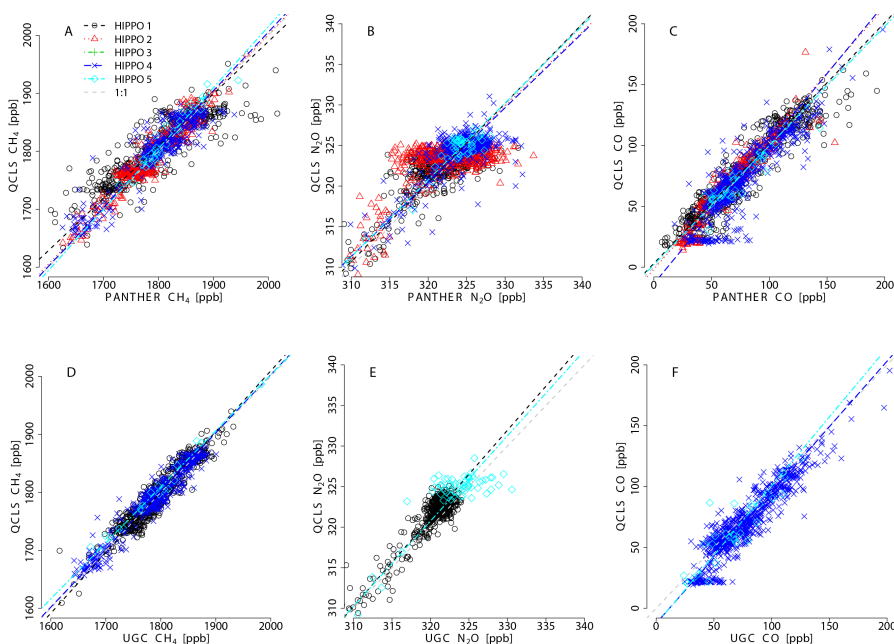 A
HIPPO 1
HIPPO 2
HIPPO 3
HIPPO 4
HIPPO 5
1:1
QCLS CH4 [ppb]
1600 1700 1800 1900 2000
1600 1700 1800 1900 2000
PANTHER CH4 [ppb]
B
QCLS N2O [ppb]
310 315 320 325 330 335 340
310 315 320 325 330 335 340
PANTHER N2O [ppb]
C
QCLS CO [ppb]
0 50 100 150 200
0 50 100 150 200
PANTHER CO [ppb]
D
QCLS CH4 [ppb]
1600 1700 1800 1900 2000
1600 1700 1800 1900 2000
UGC CH4 [ppb]
E
QCLS N2O [ppb]
310 315 320 325 330 335 340
310 315 320 325 330 335 340
UGC N2O [ppb]
F
QCLS CO [ppb]
0 50 100 150 200
0 50 100 150 200
UGC CO [ppb]